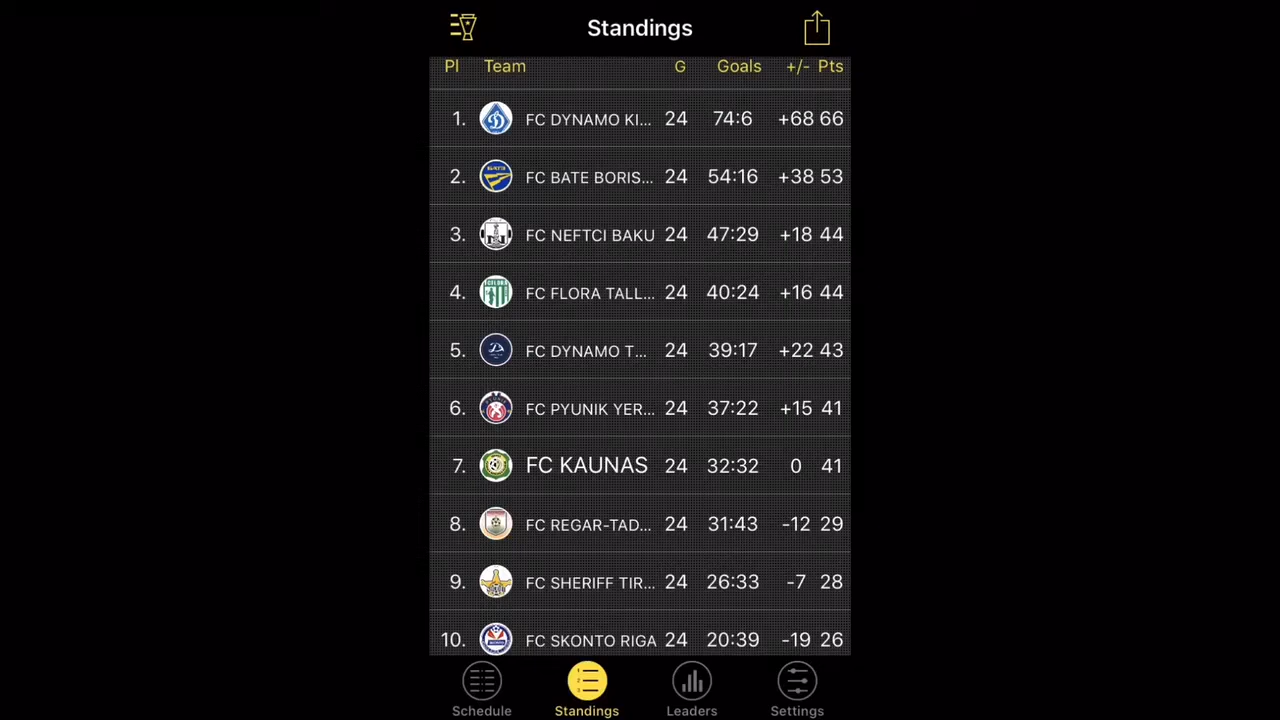 Standings
Pl Team G Goals +/- Pts
1. FC DYNAMO KI... 24 74:6 +68 66
2. FC BATE BORIS... 24 54:16 +38 53
3. FC NEFTCI BAKU 24 47:29 +18 44
4. FC FLORA TALL... 24 40:24 +16 44
5. FC DYNAMO T... 24 39:17 +22 43
6. FC PYUNIK YER... 24 37:22 +15 41
7. FC KAUNAS 24 32:32 0 41
8. FC REGAR-TAD... 24 31:43 -12 29
9. FC SHERIFF TIR... 24 26:33 -7 28
10. FC SKONTO RIGA 24 20:39 -19 26
Schedule Standings Leaders Settings